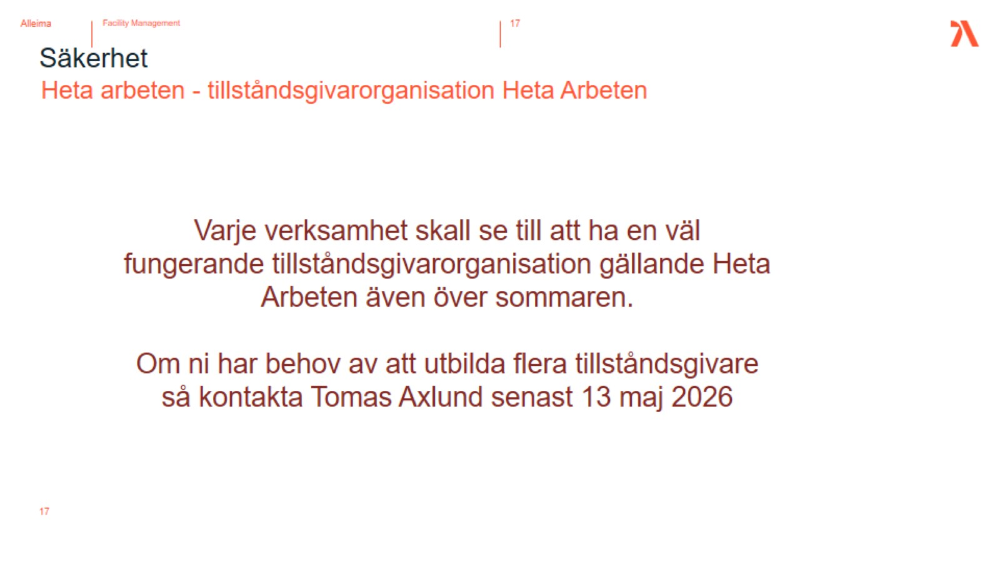 Alleima
Facility Management
17
Säkerhet
Heta arbeten - tillståndsgivarorganisation Heta Arbeten
Varje verksamhet skall se till att ha en väl
fungerande tillståndsgivarorganisation gällande Heta
Arbeten även över sommaren.
Om ni har behov av att utbilda flera tillståndsgivare
så kontakta Tomas Axlund senast 13 maj 2026
17